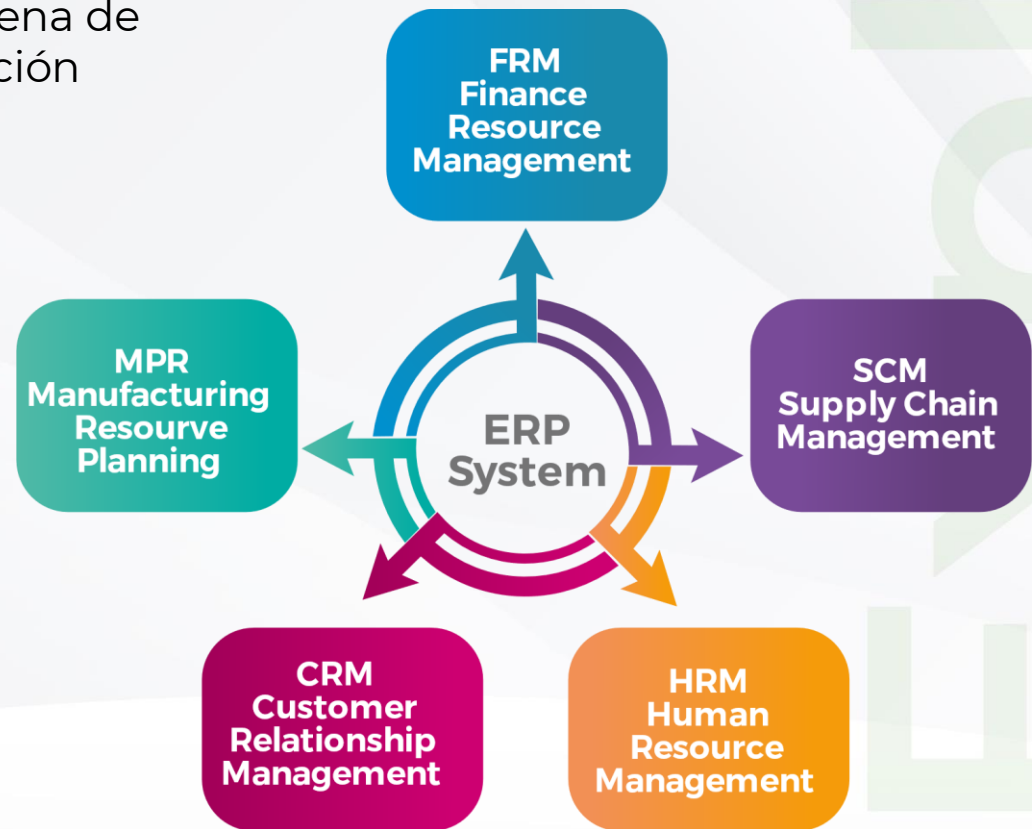 ena de
ción
FRM
Finance
Resource
Management
MPR
Manufacturing
Resourve
Planning
ERP
System
SCM
Supply Chain
Management
CRM
Customer
Relationship
Management
HRM
Human
Resource
Management